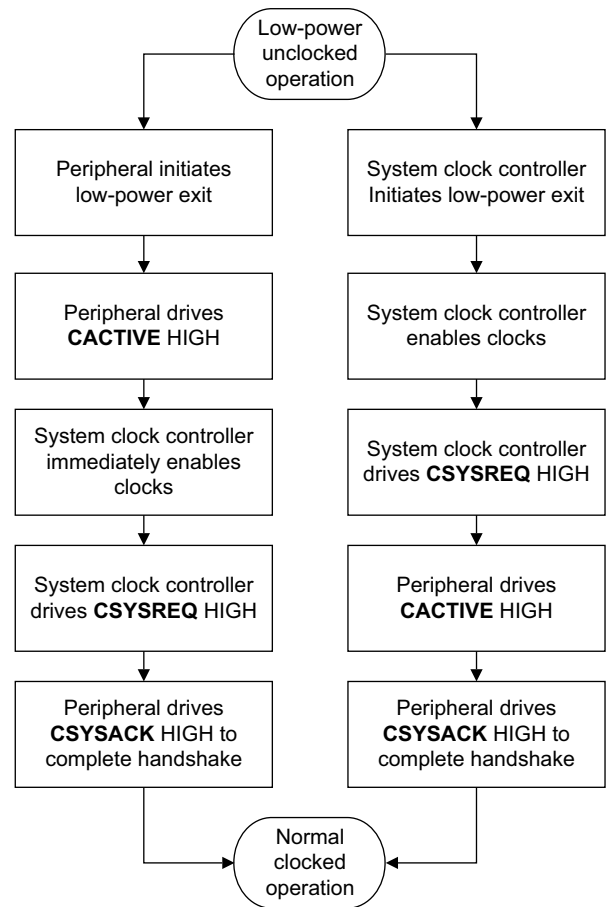 Low-power
unclocked
operation
Peripheral initiates
low-power exit
Peripheral drives
CACTIVE HIGH
System clock controller
immediately enables
clocks
System clock controller
drives CSYSREQ HIGH
Peripheral drives
CSYSACK HIGH to
complete handshake
System clock controller
Initiates low-power exit
System clock controller
enables clocks
System clock controller
drives CSYSREQ HIGH
Peripheral drives
CACTIVE HIGH
Peripheral drives
CSYSACK HIGH to
complete handshake
Normal
clocked
operation